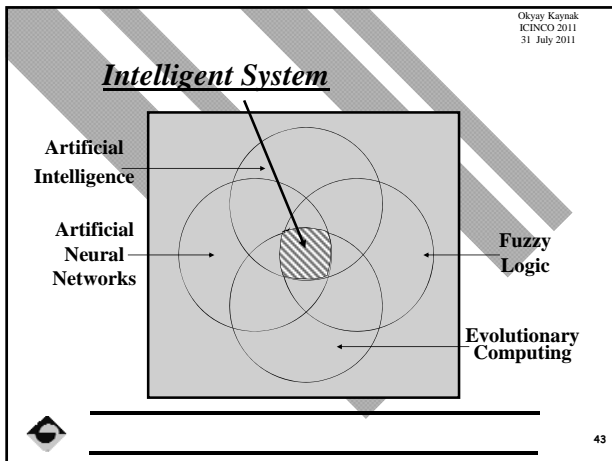 Okyay Kaynak
ICINCO 2011
31 July 2011
Intelligent System
Artificial
Intelligence
Artificial
Neural
Networks
Fuzzy
Logic
Evolutionary
Computing
43